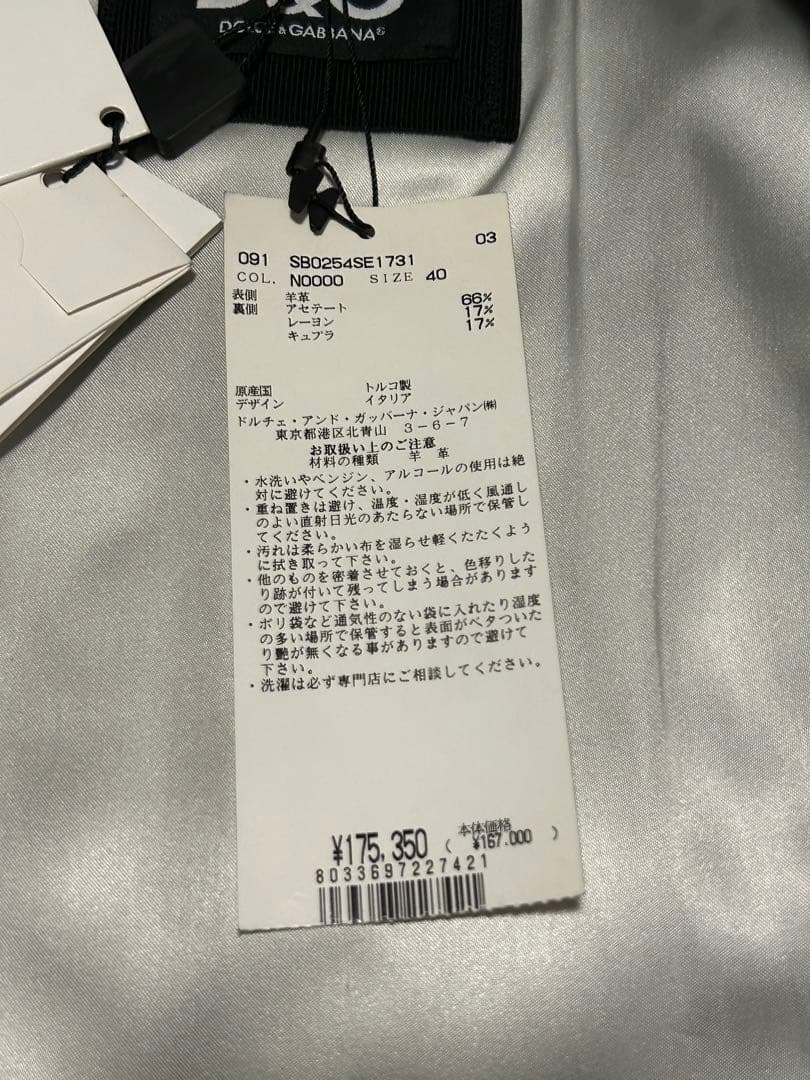 DOLCE&GABBANA®
03
091 SB0254SE1731
COL. N0000 SIZE 40
表側 羊革
裏側 アセテート 66%
レーヨン 17%
キュプラ 17%
原産国 トルコ製
デザイン イタリア
ドルチェ・アンド・ガッバーナ・ジャパン㈱
東京都港区北青山 3-6-7
お取扱い上のご注意
材料の種類 羊 革
・水洗いやベンジン、アルコールの使用は絶
対に避けてください。
・重ね置きは避け、温度・湿度が低く風通し
のよい直射日光のあたらない場所で保管し
てください。
・汚れは柔らかい布を湿らせ軽くたたくよう
に拭き取って下さい。
・他のものを密着させておくと、色移りした
り跡が付いて残ってしまう場合があります
ので避けて下さい。
・ポリ袋など通気性のない袋に入れたり湿度
の多い場所で保管すると表面がベタついた
り艶が無くなる事がありますので避けて
下さい。
・洗濯は必ず専門店にご相談してください。
¥175,350 (本体価格 ¥167.000 )
8033697227421